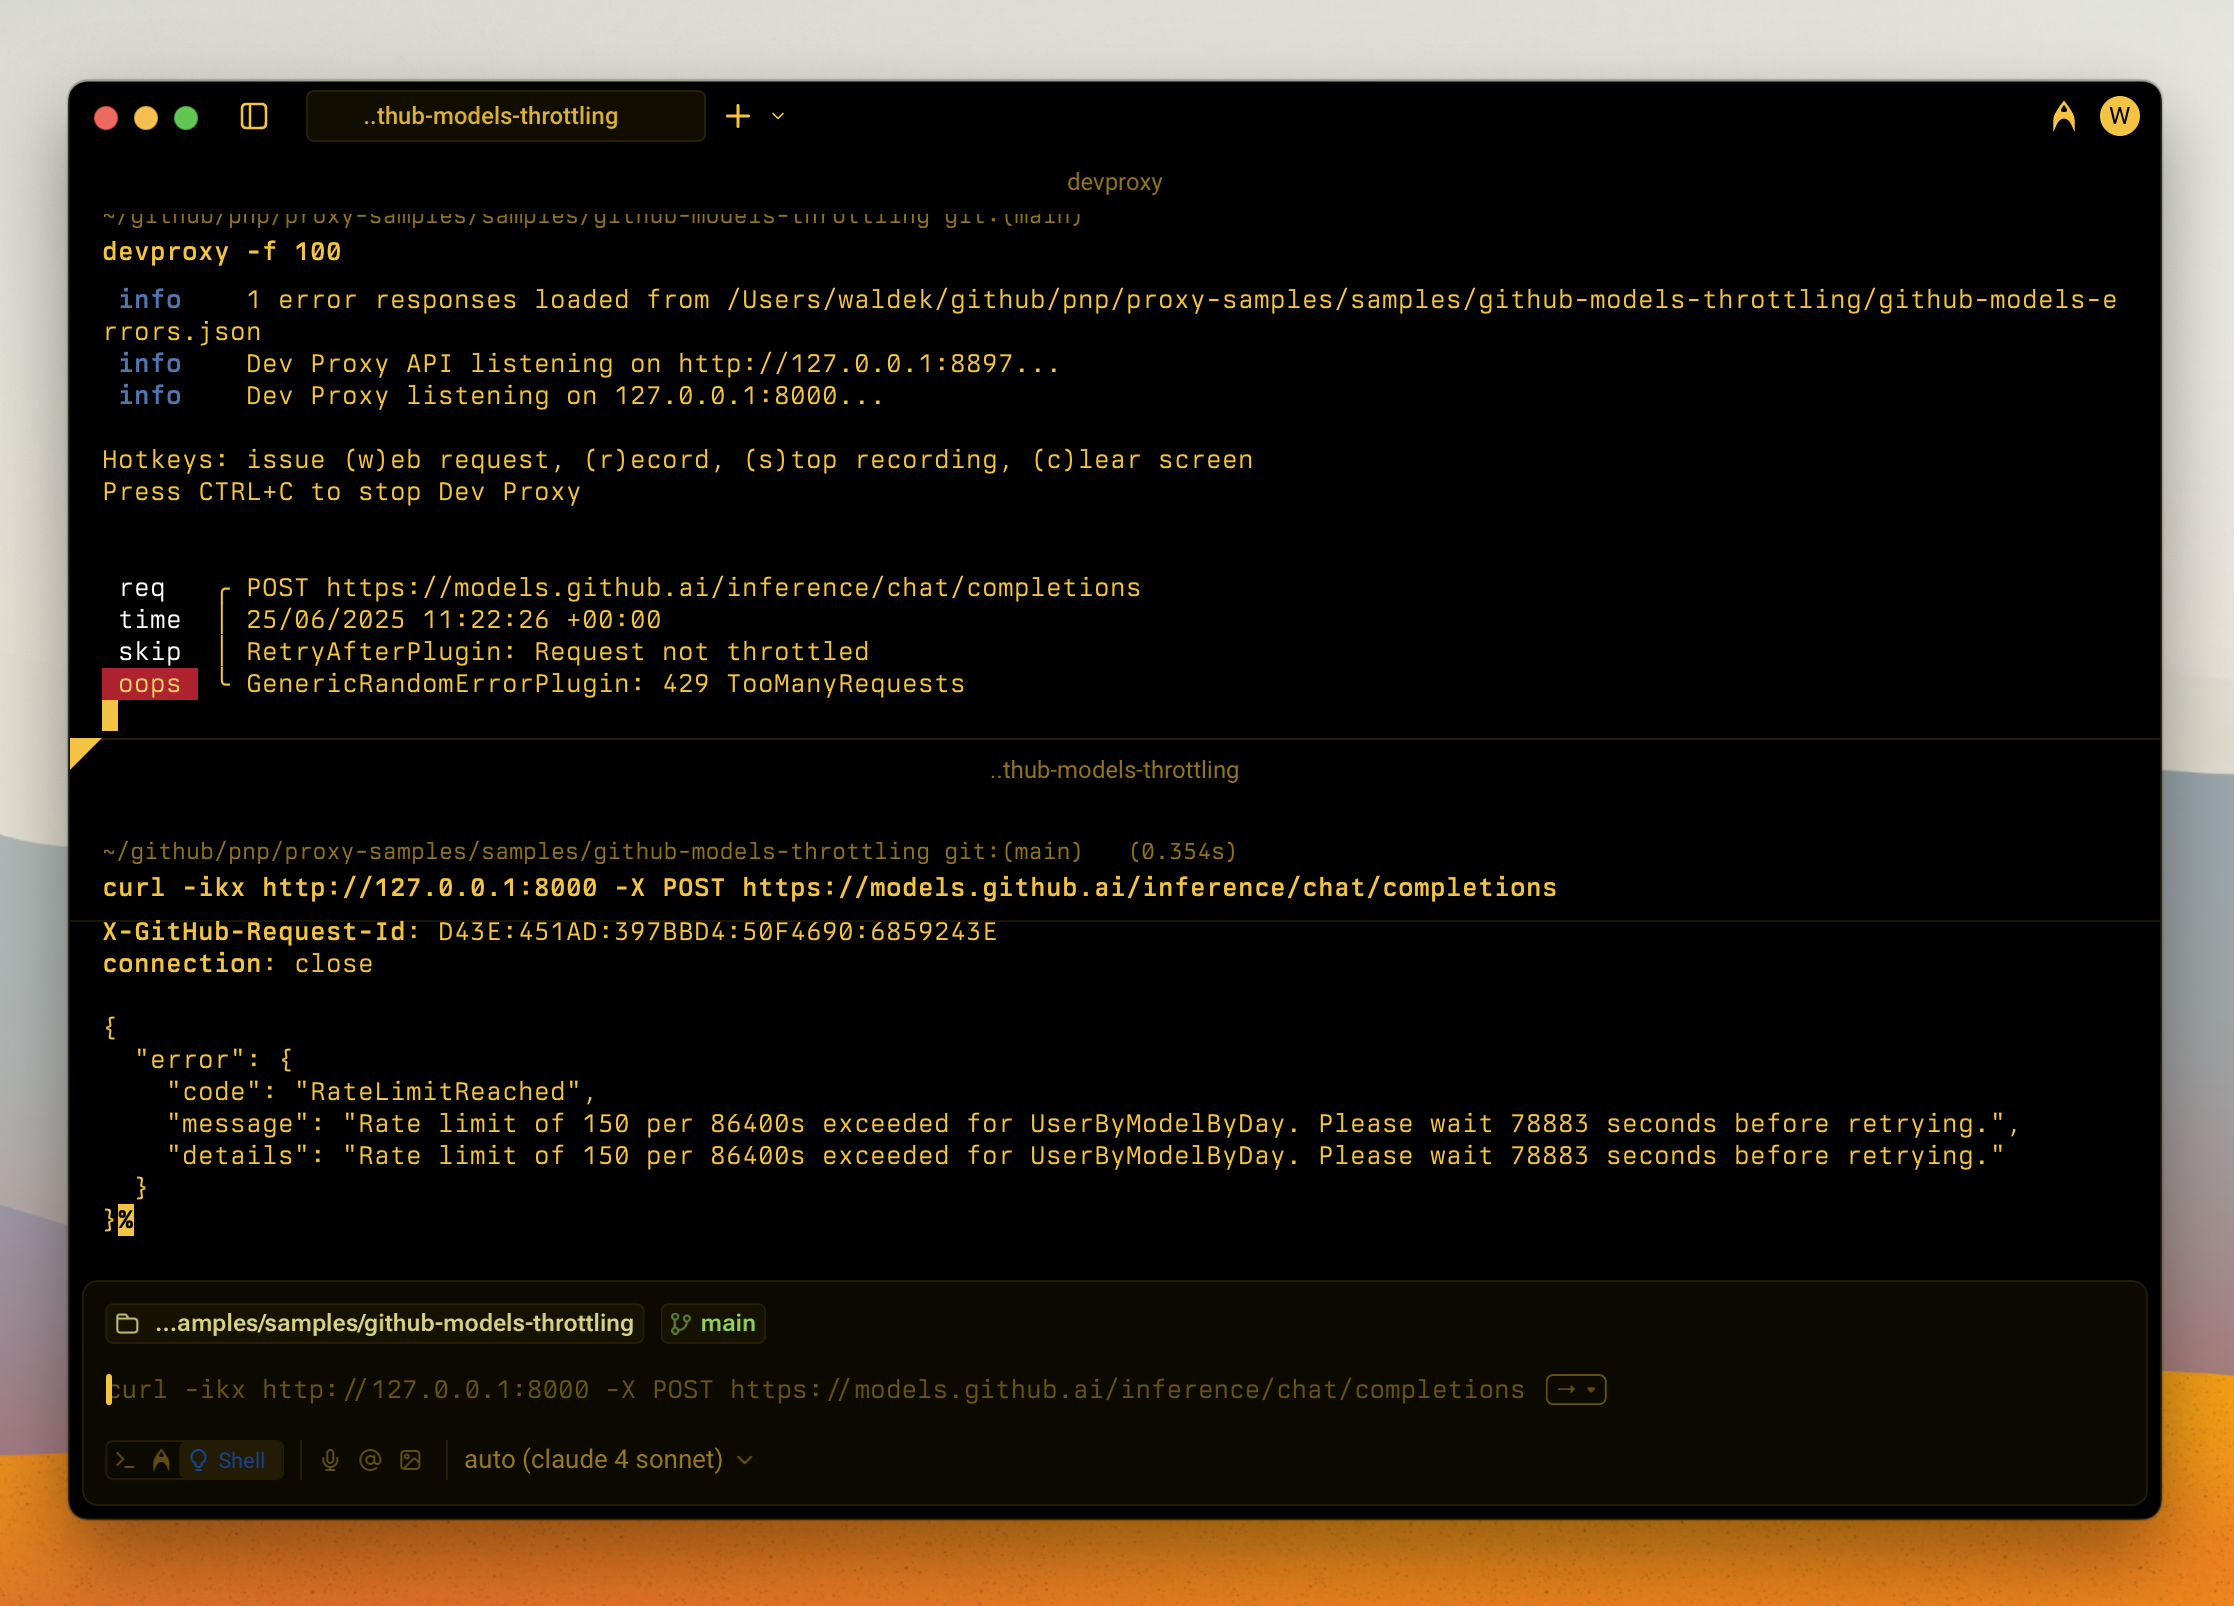 ..thub-models-throttling
W
devproxy
~/github/pnp/proxy-samples/samples/github-models-throttling git:(main)
devproxy -f 100
info    1 error responses loaded from /Users/waldek/github/pnp/proxy-samples/samples/github-models-throttling/github-models-e
rrors.json
info    Dev Proxy API listening on http://127.0.0.1:8897...
info    Dev Proxy listening on 127.0.0.1:8000...
Hotkeys: issue (w)eb request, (r)ecord, (s)top recording, (c)lear screen
Press CTRL+C to stop Dev Proxy
req   ╭ POST https://models.github.ai/inference/chat/completions
time  │ 25/06/2025 11:22:26 +00:00
skip  │ RetryAfterPlugin: Request not throttled
oops  ╰ GenericRandomErrorPlugin: 429 TooManyRequests
..thub-models-throttling
~/github/pnp/proxy-samples/samples/github-models-throttling git:(main)   (0.354s)
curl -ikx http://127.0.0.1:8000 -X POST https://models.github.ai/inference/chat/completions
X-GitHub-Request-Id: D43E:451AD:397BBD4:50F4690:6859243E
connection: close
{
  "error": {
    "code": "RateLimitReached",
    "message": "Rate limit of 150 per 86400s exceeded for UserByModelByDay. Please wait 78883 seconds before retrying.",
    "details": "Rate limit of 150 per 86400s exceeded for UserByModelByDay. Please wait 78883 seconds before retrying."
  }
}%
...amples/samples/github-models-throttling   main
curl -ikx http://127.0.0.1:8000 -X POST https://models.github.ai/inference/chat/completions
Shell   auto (claude 4 sonnet)